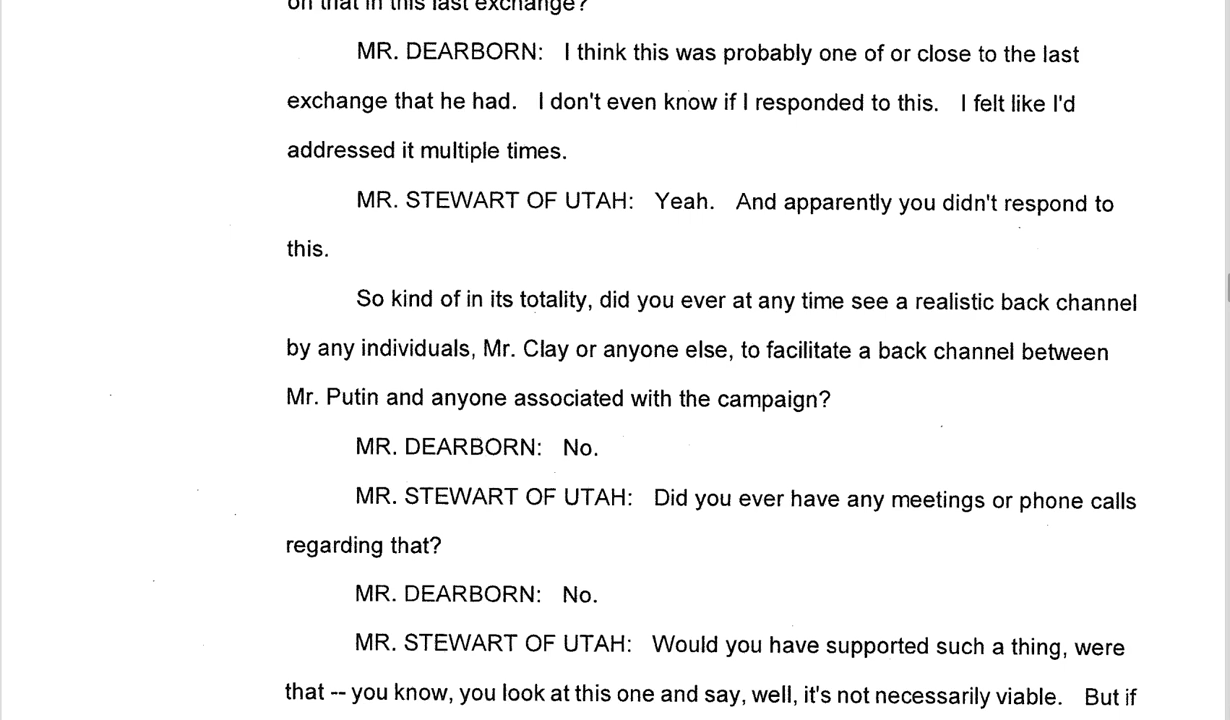 on that in this last exchange?
MR. DEARBORN: I think this was probably one of or close to the last
exchange that he had. I don't even know if I responded to this. I felt like I'd
addressed it multiple times.
MR. STEWART OF UTAH: Yeah. And apparently you didn't respond to
this.
So kind of in its totality, did you ever at any time see a realistic back channel
by any individuals, Mr. Clay or anyone else, to facilitate a back channel between
Mr. Putin and anyone associated with the campaign?
MR. DEARBORN: No.
MR. STEWART OF UTAH: Did you ever have any meetings or phone calls
regarding that?
MR. DEARBORN: No.
MR. STEWART OF UTAH: Would you have supported such a thing, were
that -- you know, you look at this one and say, well, it's not necessarily viable. But if